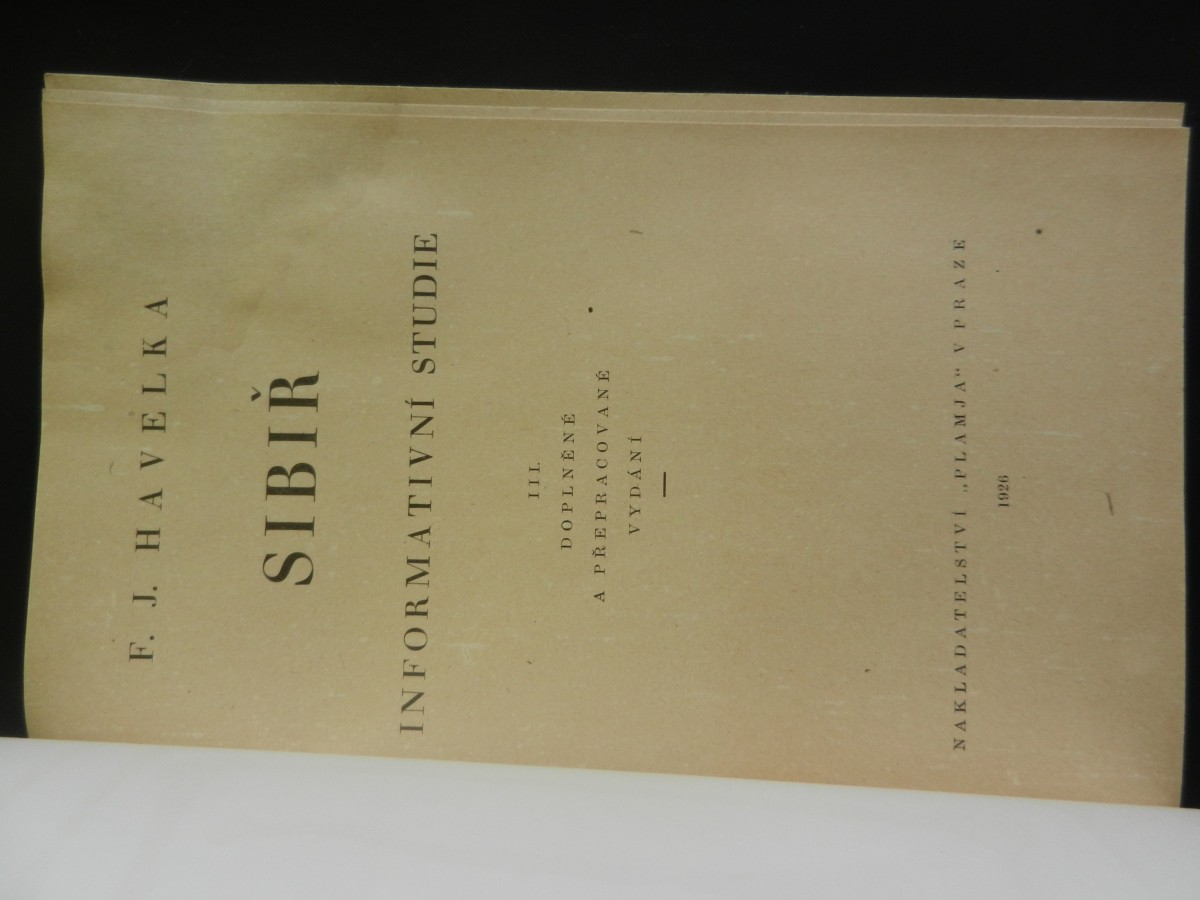 F. J. HAVELKA
SIBIŘ
INFORMATIVNÍ STUDIE
III.
DOPLNĚNÉ
A PŘEPRACOVANÉ
VYDÁNÍ
NAKLADATELSTVÍ „PLAMJA“ V PRAZE
1926